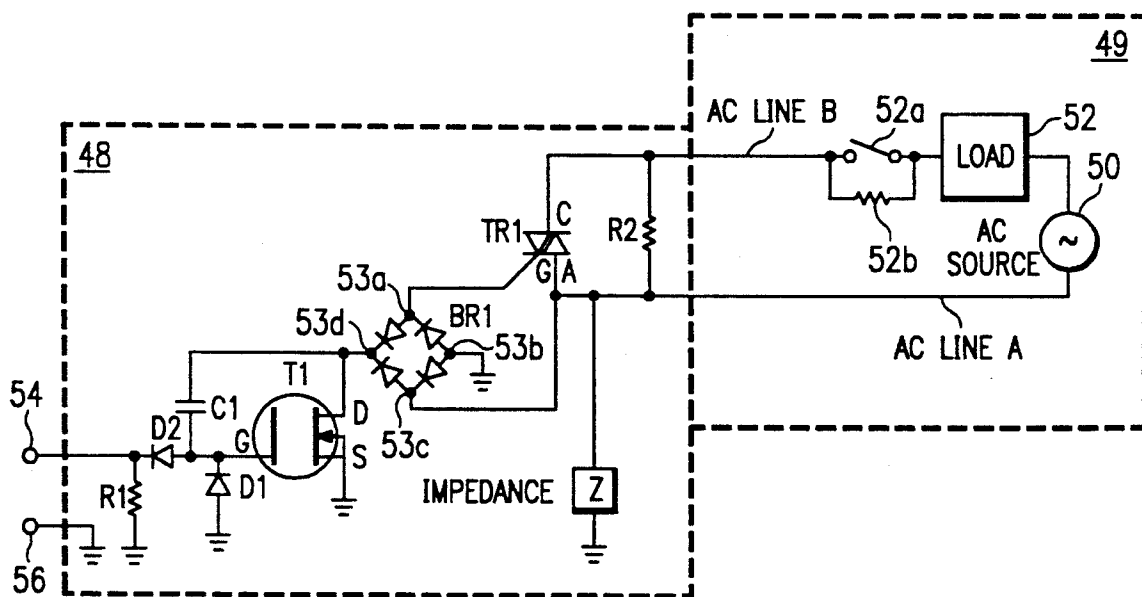 49
AC LINE B
52a
52
LOAD
50
48
C
TR1
R2
52b
AC
SOURCE
~
G A
53a
BR1
53d
53b
AC LINE A
T1
54
C1
D
D2
G
53c
S
R1
D1
IMPEDANCE
Z
56